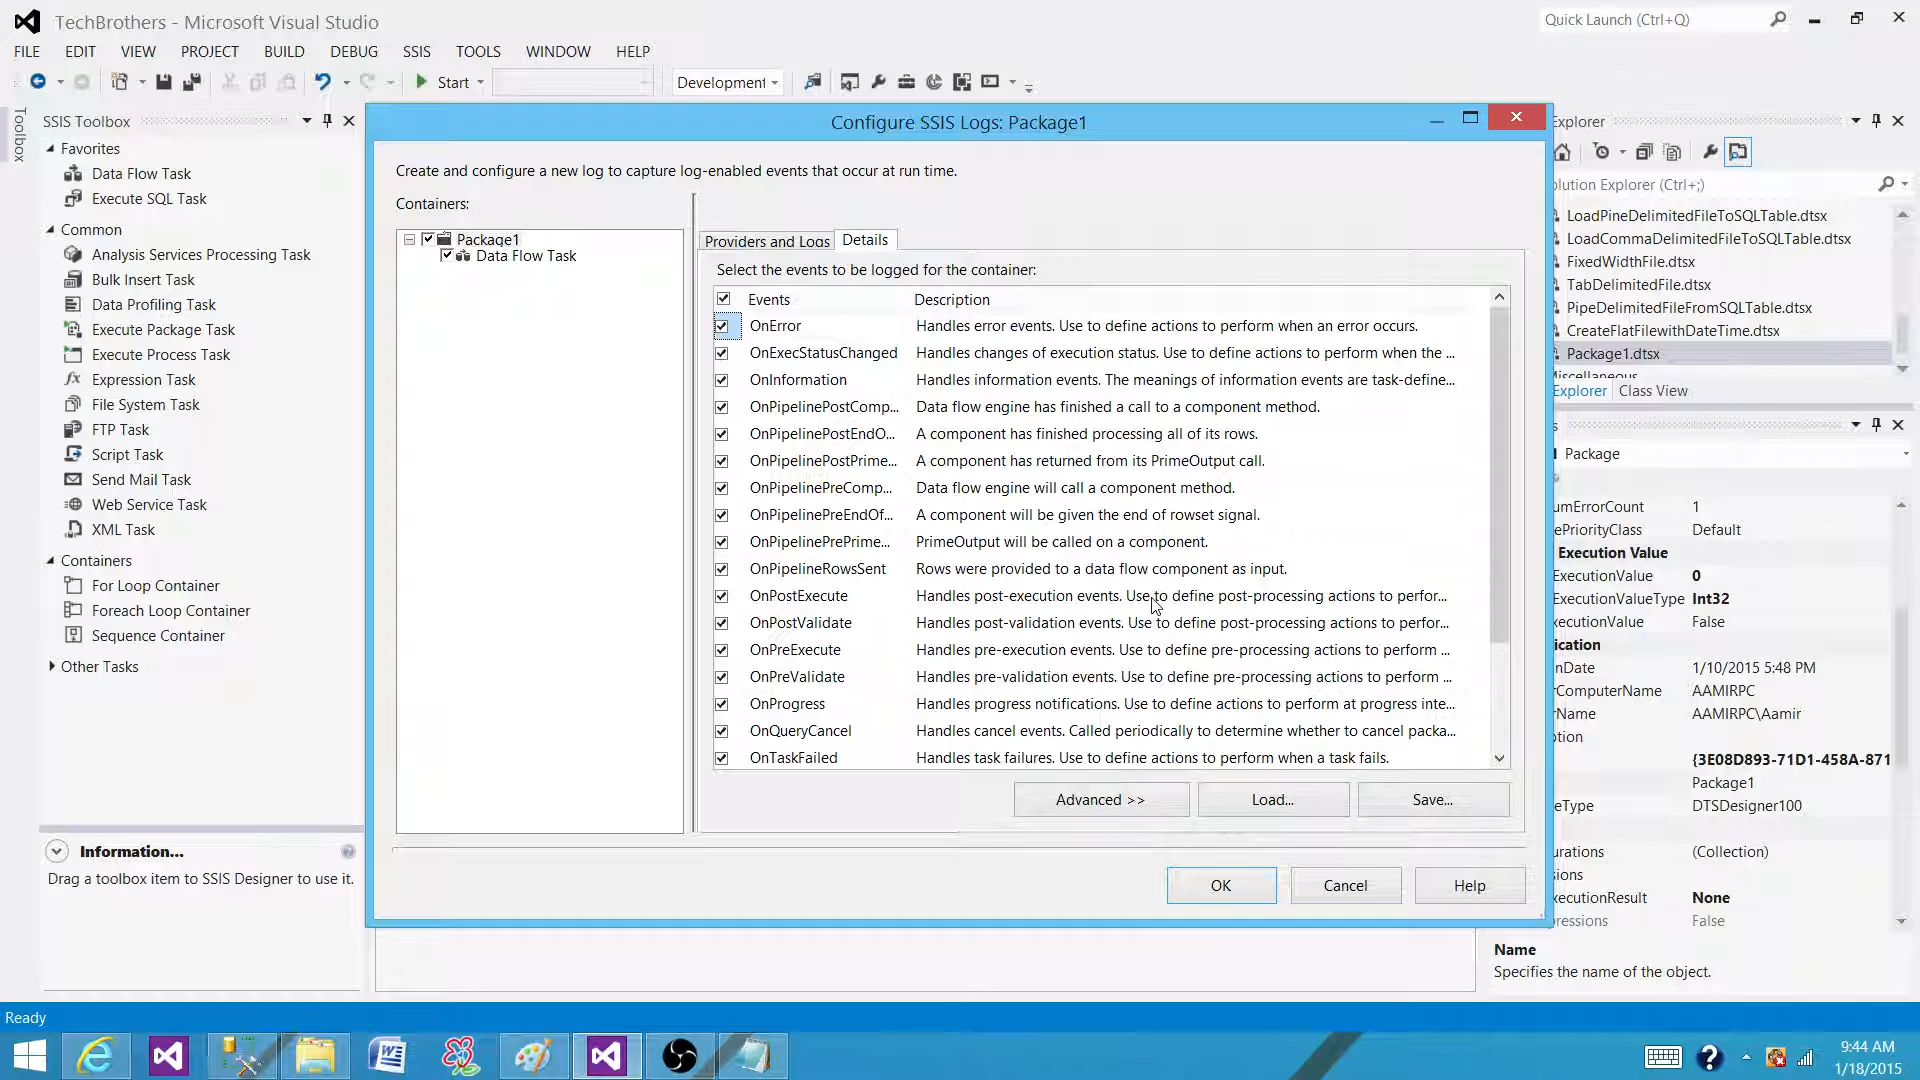 TechBrothers - Microsoft Visual Studio
Quick Launch (Ctrl+Q)
FILE EDIT VIEW PROJECT BUILD DEBUG SSIS TOOLS WINDOW HELP
Start Development
Toolbox
SSIS Toolbox
Favorites
Data Flow Task
Execute SQL Task
Common
Analysis Services Processing Task
Bulk Insert Task
Data Profiling Task
Execute Package Task
Execute Process Task
Expression Task
File System Task
FTP Task
Script Task
Send Mail Task
Web Service Task
XML Task
Containers
For Loop Container
Foreach Loop Container
Sequence Container
Other Tasks
Information...
Drag a toolbox item to SSIS Designer to use it.
Configure SSIS Logs: Package1
Create and configure a new log to capture log-enabled events that occur at run time.
Containers:
Package1
Data Flow Task
Providers and Logs Details
Select the events to be logged for the container:
Events Description
OnError Handles error events. Use to define actions to perform when an error occurs.
OnExecStatusChanged Handles changes of execution status. Use to define actions to perform when the ...
OnInformation Handles information events. The meanings of information events are task-define...
OnPipelinePostComp... Data flow engine has finished a call to a component method.
OnPipelinePostEndO... A component has finished processing all of its rows.
OnPipelinePostPrime... A component has returned from its PrimeOutput call.
OnPipelinePreComp... Data flow engine will call a component method.
OnPipelinePreEndOf... A component will be given the end of rowset signal.
OnPipelinePrePrime... PrimeOutput will be called on a component.
OnPipelineRowsSent Rows were provided to a data flow component as input.
OnPostExecute Handles post-execution events. Use to define post-processing actions to perfor...
OnPostValidate Handles post-validation events. Use to define post-processing actions to perfor...
OnPreExecute Handles pre-execution events. Use to define pre-processing actions to perform ...
OnPreValidate Handles pre-validation events. Use to define pre-processing actions to perform ...
OnProgress Handles progress notifications. Use to define actions to perform at progress inte...
OnQueryCancel Handles cancel events. Called periodically to determine whether to cancel packa...
OnTaskFailed Handles task failures. Use to define actions to perform when a task fails.
Advanced >> Load... Save...
OK Cancel Help
Explorer
olution Explorer (Ctrl+;)
LoadPineDelimitedFileToSQLTable.dtsx
LoadCommaDelimitedFileToSQLTable.dtsx
FixedWidthFile.dtsx
TabDelimitedFile.dtsx
PipeDelimitedFileFromSQLTable.dtsx
CreateFlatFilewithDateTime.dtsx
Package1.dtsx
Miscellaneous
Explorer Class View
s
Package
umErrorCount 1
ePriorityClass Default
Execution Value
ExecutionValue 0
ExecutionValueType Int32
xecutionValue False
ication
nDate 1/10/2015 5:48 PM
rComputerName AAMIRPC
rName AAMIRPC\Aamir
ption
{3E08D893-71D1-458A-871
Package1
eType DTSDesigner100
urations (Collection)
sions
xecutionResult None
pressions False
Name
Specifies the name of the object.
Ready
9:44 AM
1/18/2015